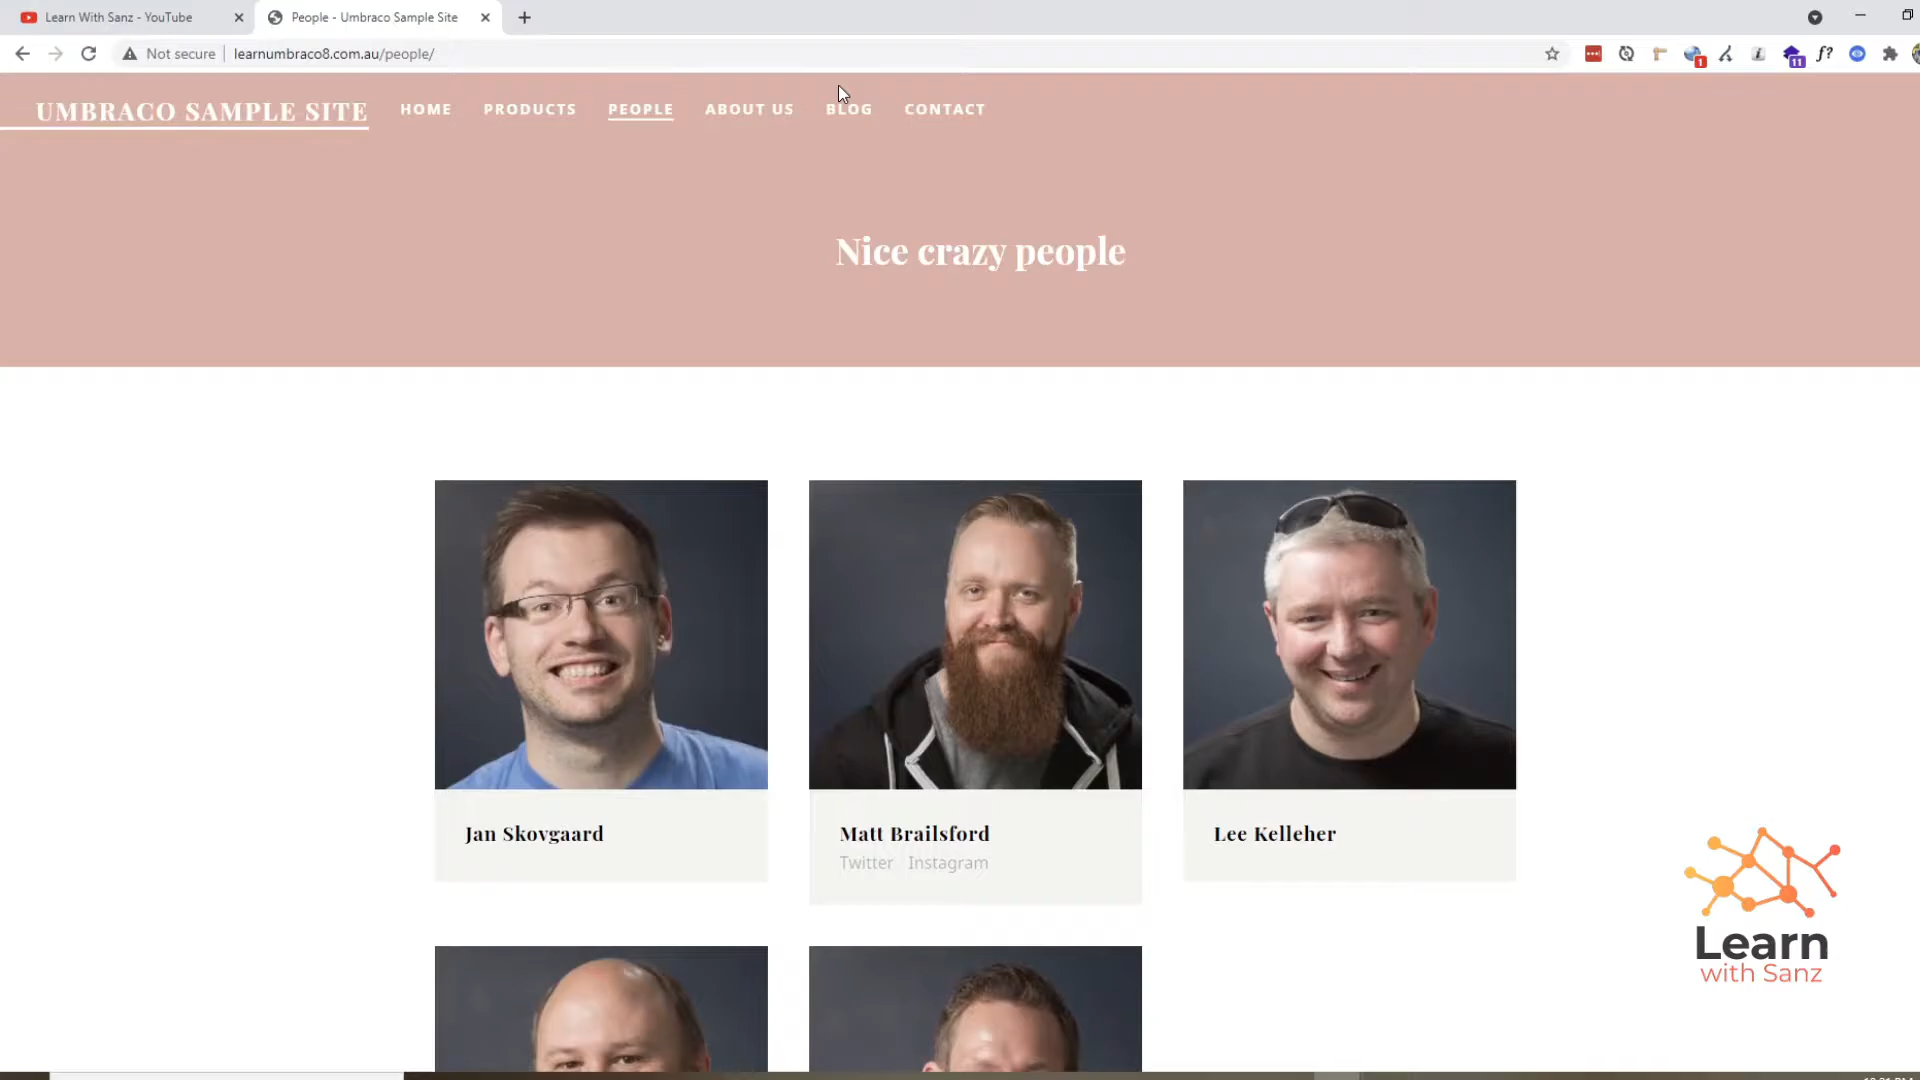 Learn With Sanz - YouTube
People - Umbraco Sample Site
Not secure
learnumbraco8.com.au/people/
1
11
f?
UMBRACO SAMPLE SITE
HOME
PRODUCTS
PEOPLE
ABOUT US
BLOG
CONTACT
Nice crazy people
Jan Skovgaard
Matt Brailsford
Twitter Instagram
Lee Kelleher
Learn
with Sanz